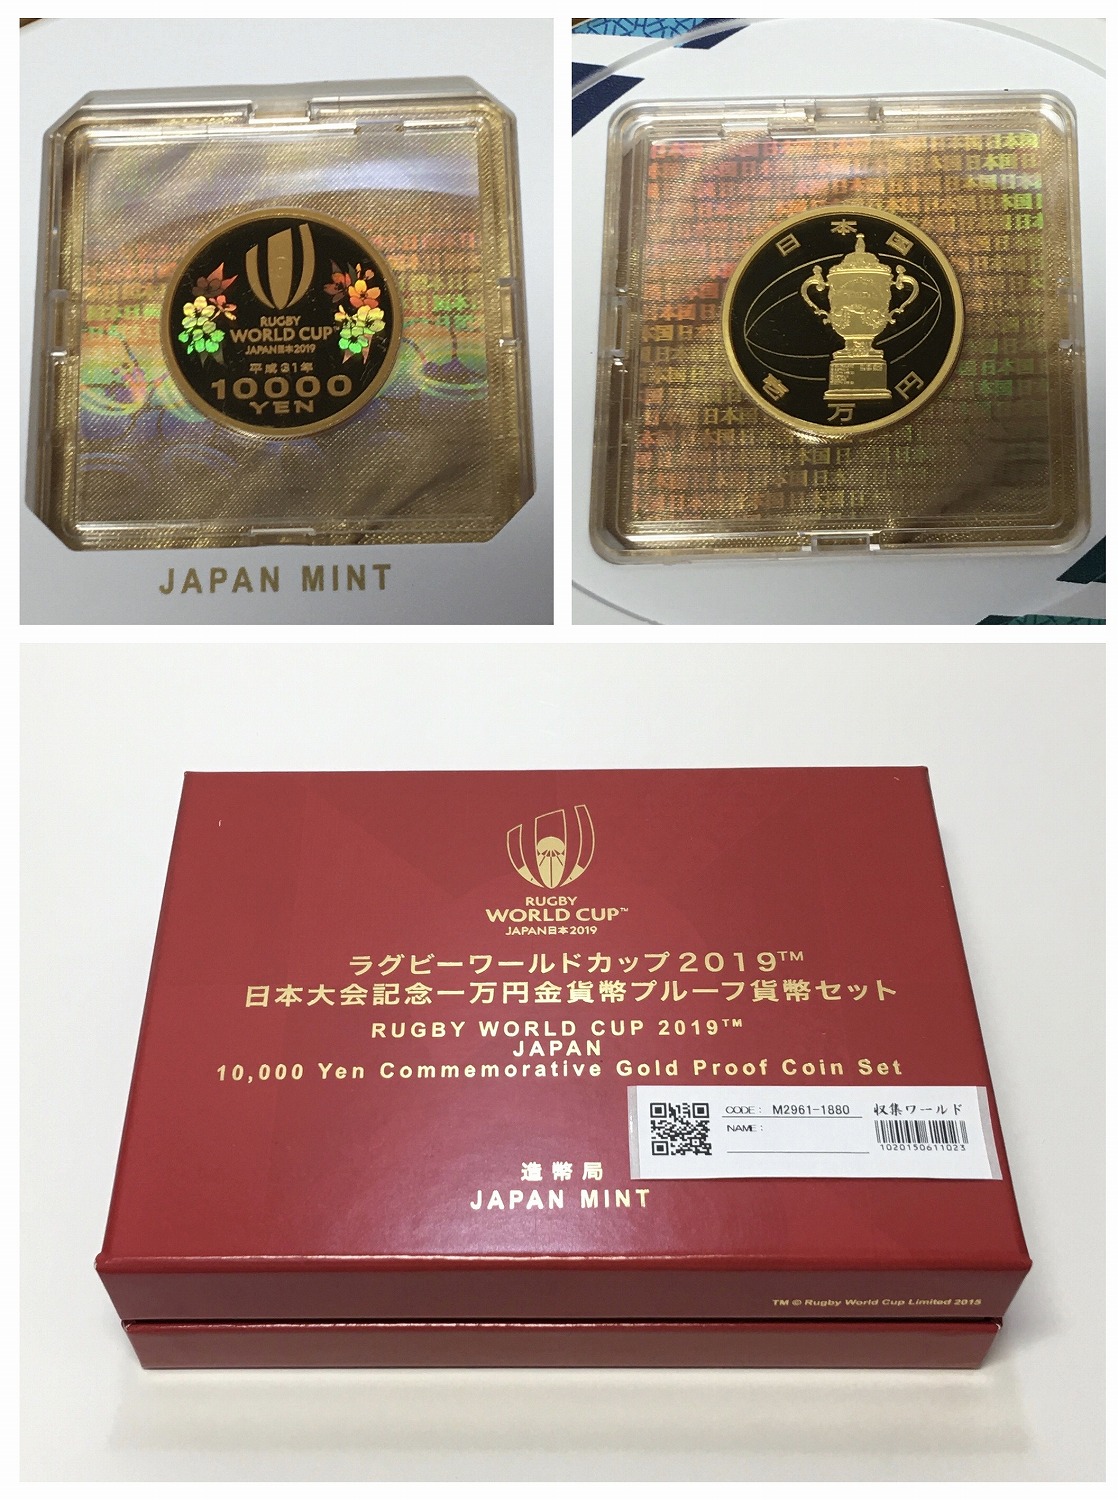 RUGBY
WORLD CUP™
JAPAN日本2019
平成31年
10000
YEN
JAPAN MINT
日本国
壱万円
RUGBY
WORLD CUP™
JAPAN日本2019
ラグビーワールドカップ2019™
日本大会記念一万円金貨幣プルーフ貨幣セット
RUGBY WORLD CUP 2019™
JAPAN
10,000 Yen Commemorative Gold Proof Coin Set
CODE: M2961-1880 収集ワールド
NAME:
1020150611023
造幣局
JAPAN MINT
TM © Rugby World Cup Limited 2015